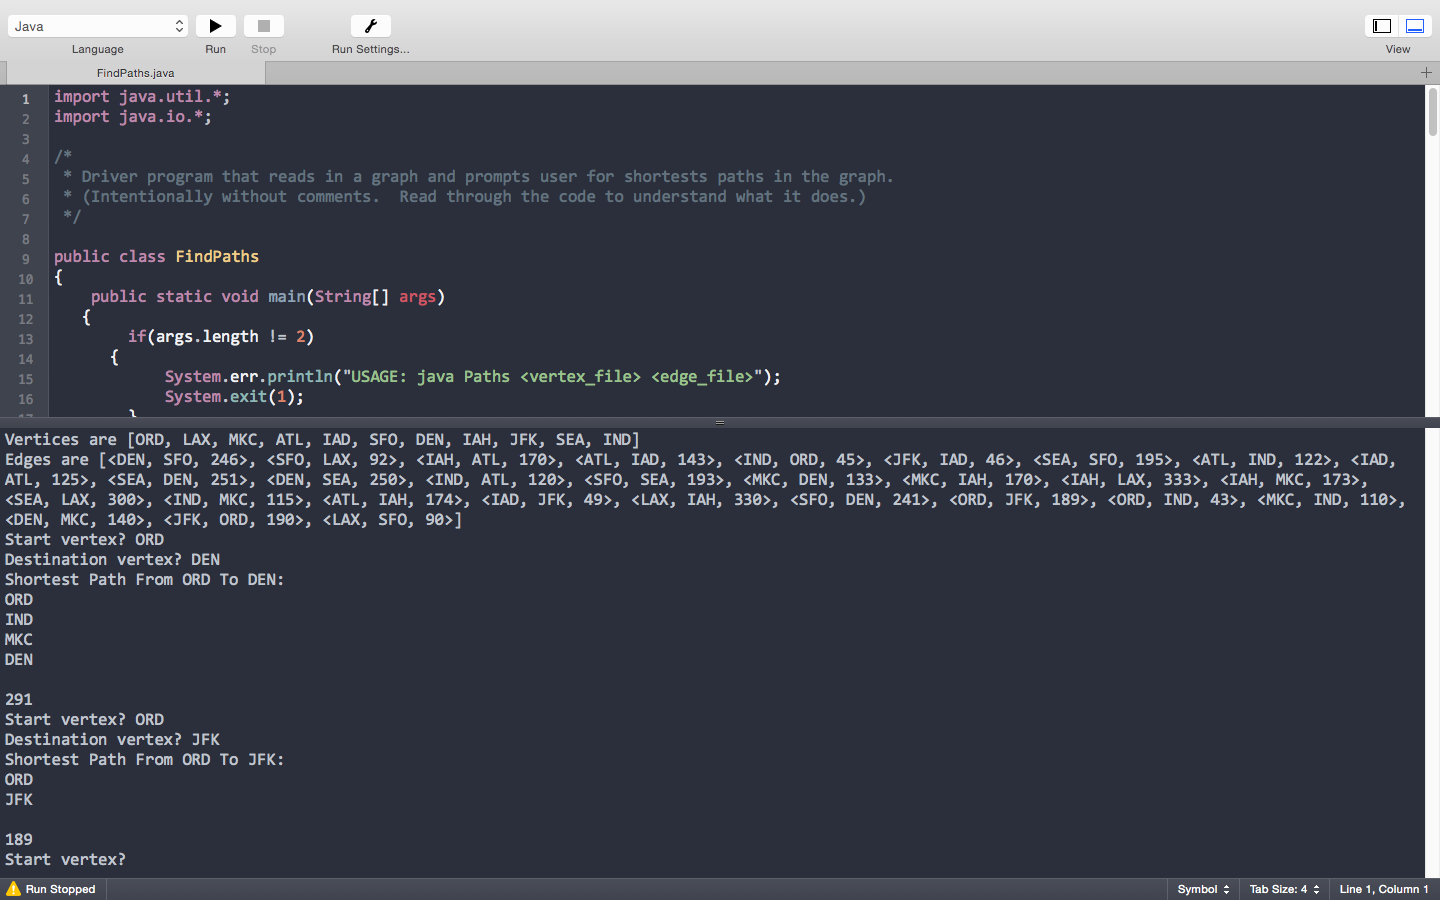 Java
Language
Run
Stop
Run Settings...
View
FindPaths.java
1 import java.util.*;
2 import java.io.*;
3
4 /*
5  * Driver program that reads in a graph and prompts user for shortests paths in the graph.
6  * (Intentionally without comments.  Read through the code to understand what it does.)
7  */
8
9 public class FindPaths
10 {
11     public static void main(String[] args)
12    {
13         if(args.length != 2)
14       {
15             System.err.println("USAGE: java Paths <vertex_file> <edge_file>");
16             System.exit(1);
17         }
Vertices are [ORD, LAX, MKC, ATL, IAD, SFO, DEN, IAH, JFK, SEA, IND]
Edges are [<DEN, SFO, 246>, <SFO, LAX, 92>, <IAH, ATL, 170>, <ATL, IAD, 143>, <IND, ORD, 45>, <JFK, IAD, 46>, <SEA, SFO, 195>, <ATL, IND, 122>, <IAD,
ATL, 125>, <SEA, DEN, 251>, <DEN, SEA, 250>, <IND, ATL, 120>, <SFO, SEA, 193>, <MKC, DEN, 133>, <MKC, IAH, 170>, <IAH, LAX, 333>, <IAH, MKC, 173>,
<SEA, LAX, 300>, <IND, MKC, 115>, <ATL, IAH, 174>, <IAD, JFK, 49>, <LAX, IAH, 330>, <SFO, DEN, 241>, <ORD, JFK, 189>, <ORD, IND, 43>, <MKC, IND, 110>,
<DEN, MKC, 140>, <JFK, ORD, 190>, <LAX, SFO, 90>]
Start vertex? ORD
Destination vertex? DEN
Shortest Path From ORD To DEN:
ORD
IND
MKC
DEN

291
Start vertex? ORD
Destination vertex? JFK
Shortest Path From ORD To JFK:
ORD
JFK

189
Start vertex?
Run Stopped
Symbol
Tab Size: 4
Line 1, Column 1